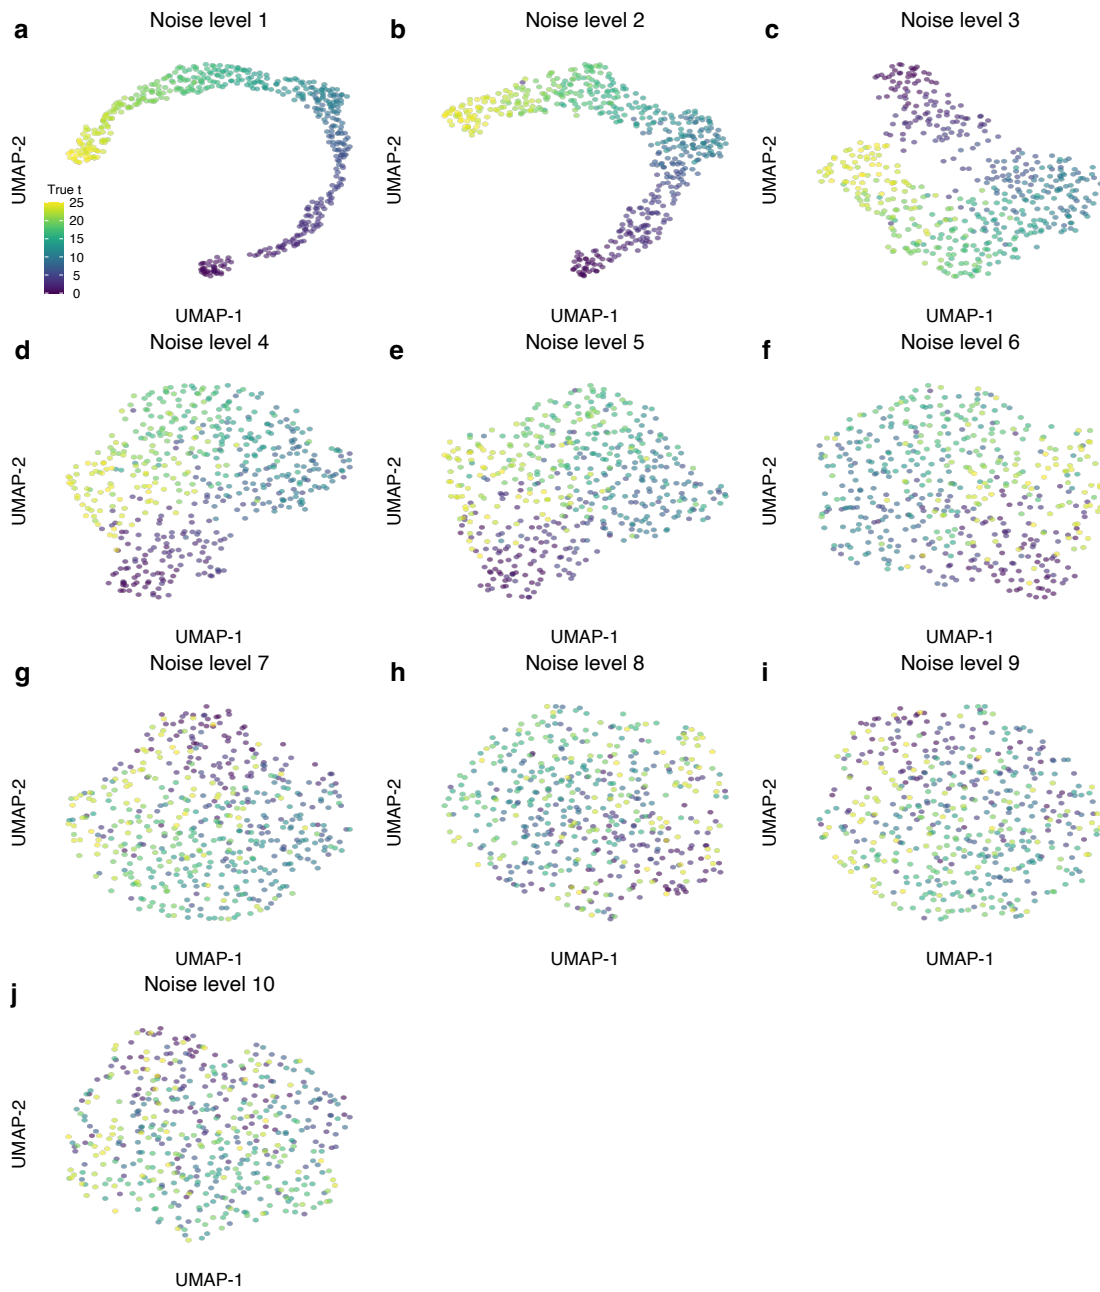 a
Noise level 1
UMAP-2
True t
25
20
15
10
5
0
UMAP-1
b
Noise level 2
UMAP-2
UMAP-1
c
Noise level 3
UMAP-2
UMAP-1
d
Noise level 4
UMAP-2
UMAP-1
e
Noise level 5
UMAP-2
UMAP-1
f
Noise level 6
UMAP-2
UMAP-1
g
Noise level 7
UMAP-2
UMAP-1
h
Noise level 8
UMAP-2
UMAP-1
i
Noise level 9
UMAP-2
UMAP-1
j
Noise level 10
UMAP-2
UMAP-1